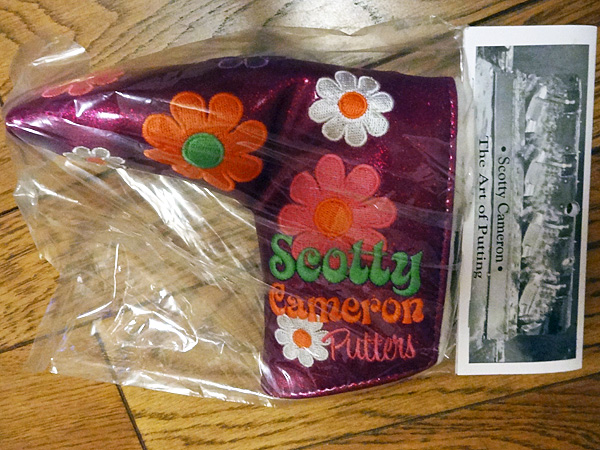 Scotty
Cameron
Putters
• Scotty Cameron •
The Art of Putting